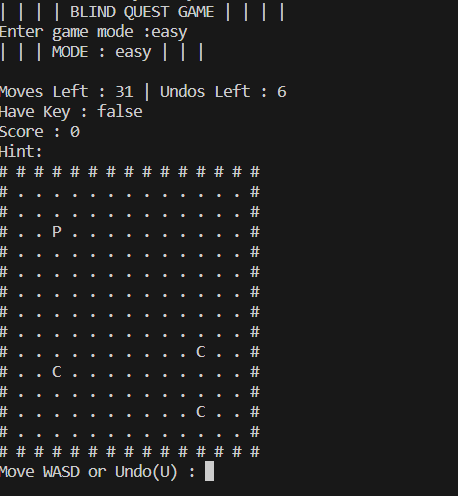 | | | | BLIND QUEST GAME | | | |
Enter game mode :easy
| | | MODE : easy | | |
Moves Left : 31 | Undos Left : 6
Have Key : false
Score : 0
Hint:
# # # # # # # # # # # # # # #
# . . . . . . . . . . . . . #
# . . . . . . . . . . . . . #
# . . P . . . . . . . . . . #
# . . . . . . . . . . . . . #
# . . . . . . . . . . . . . #
# . . . . . . . . . . . . . #
# . . . . . . . . . . . . . #
# . . . . . . . . . . . . . #
# . . . . . . . . . . C . . #
# . . C . . . . . . . . . . #
# . . . . . . . . . . . . . #
# . . . . . . . . . . C . . #
# . . . . . . . . . . . . . #
# # # # # # # # # # # # # # #
Move WASD or Undo(U) :